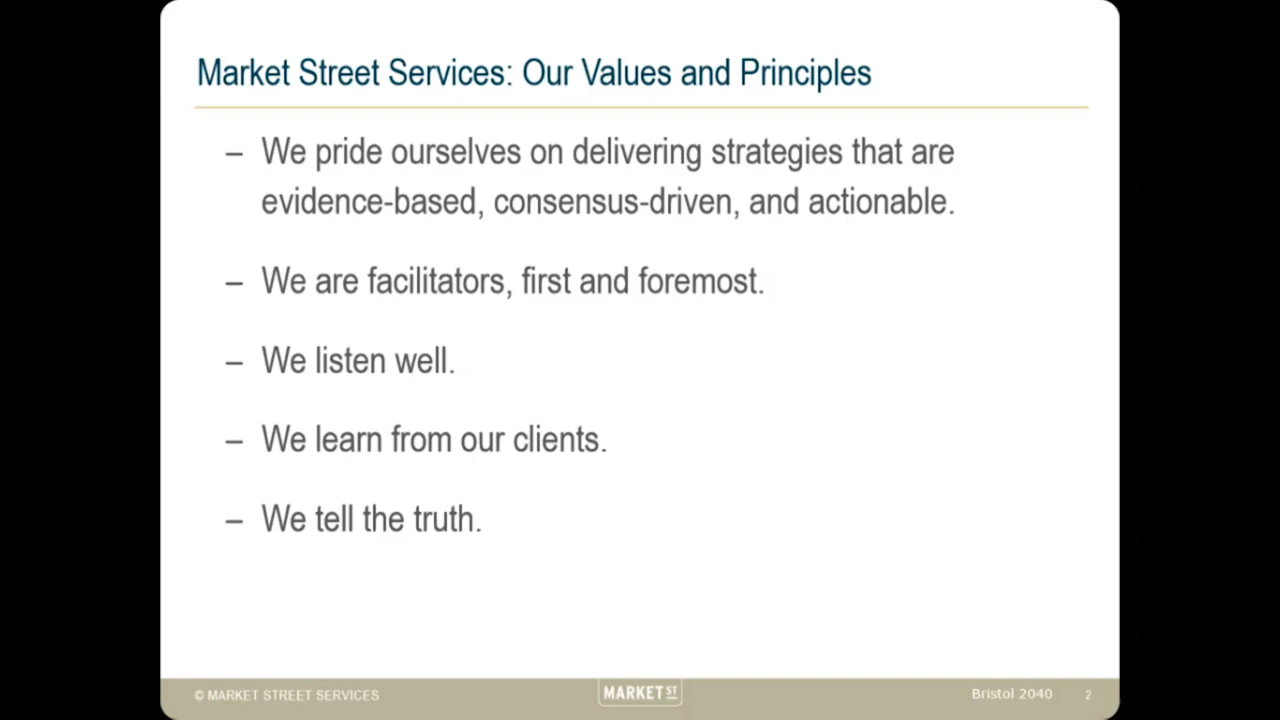 Market Street Services: Our Values and Principles
– We pride ourselves on delivering strategies that are
evidence-based, consensus-driven, and actionable.
– We are facilitators, first and foremost.
– We listen well.
– We learn from our clients.
– We tell the truth.
© MARKET STREET SERVICES
MARKET ST
Bristol 2040
2